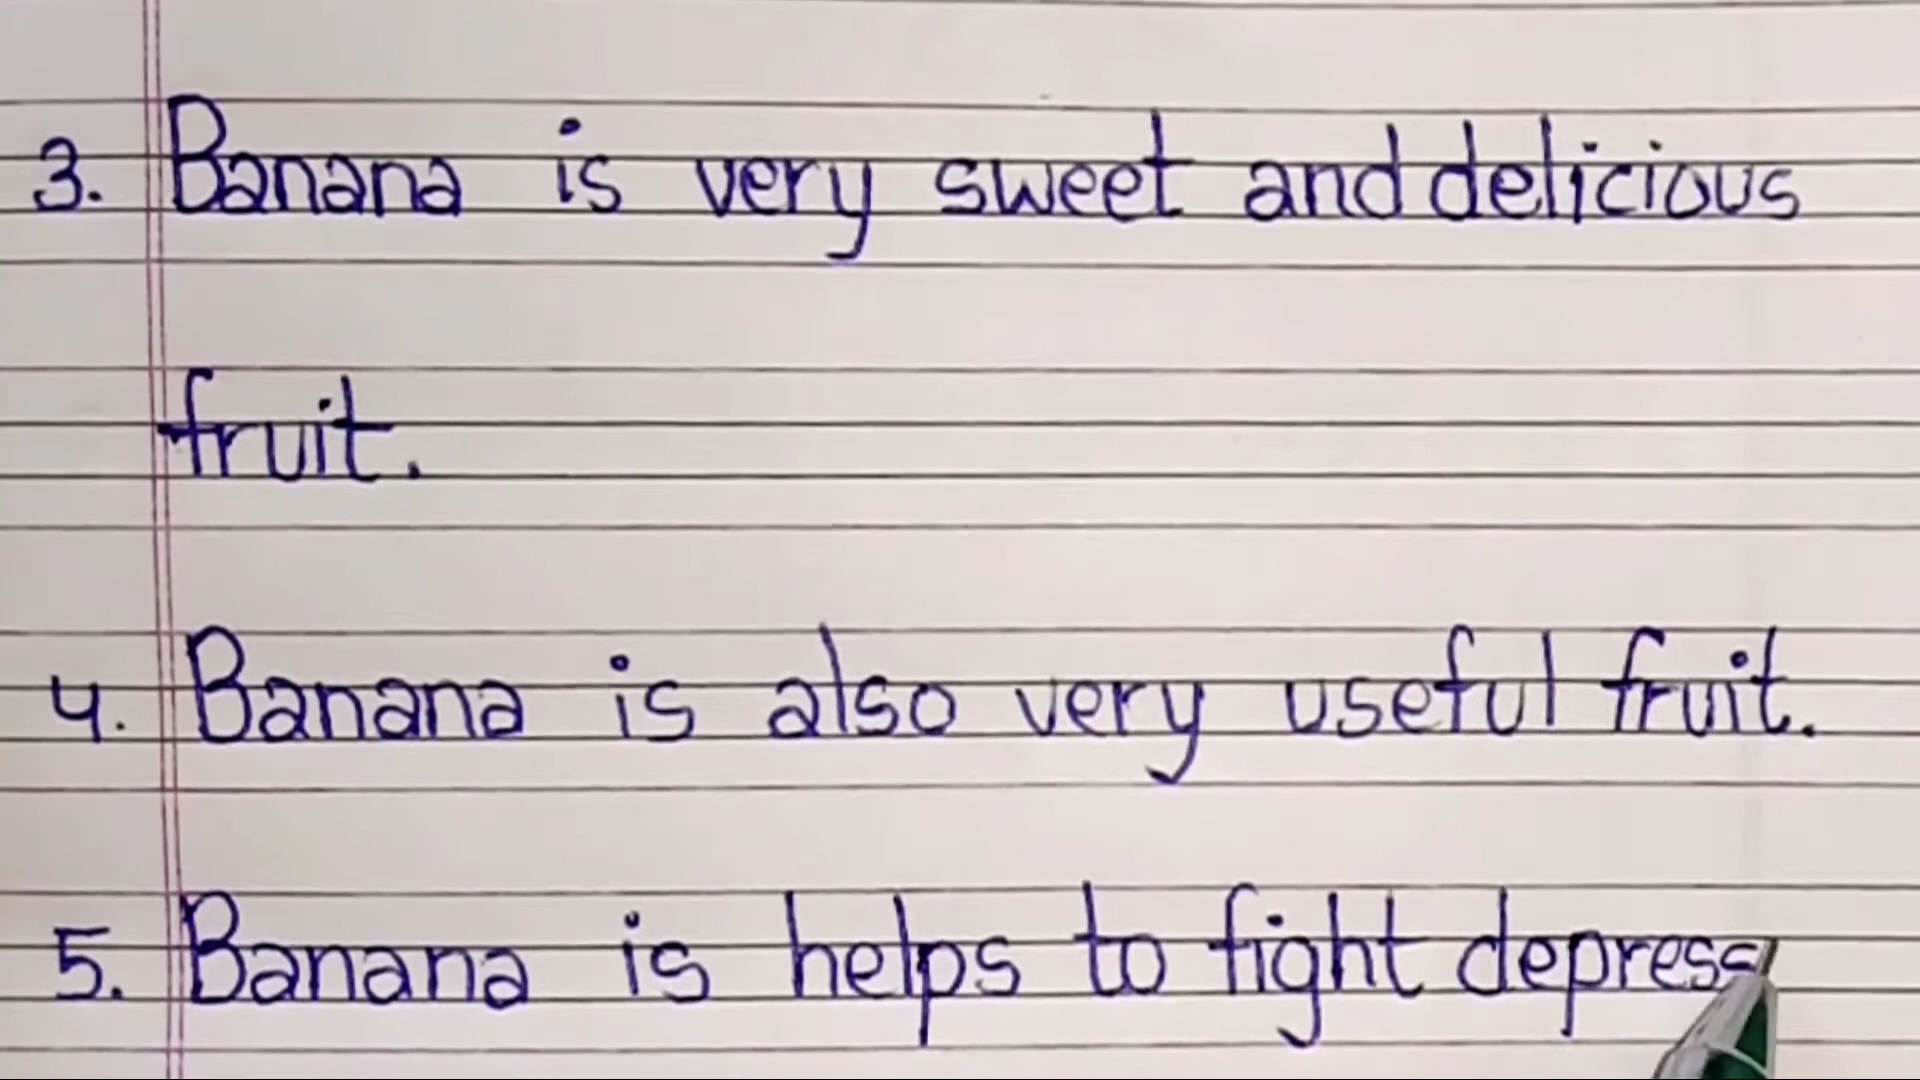 3. Banana is very sweet and delicious
fruit.
4. Banana is also very useful fruit.
5. Banana is helps to fight depress